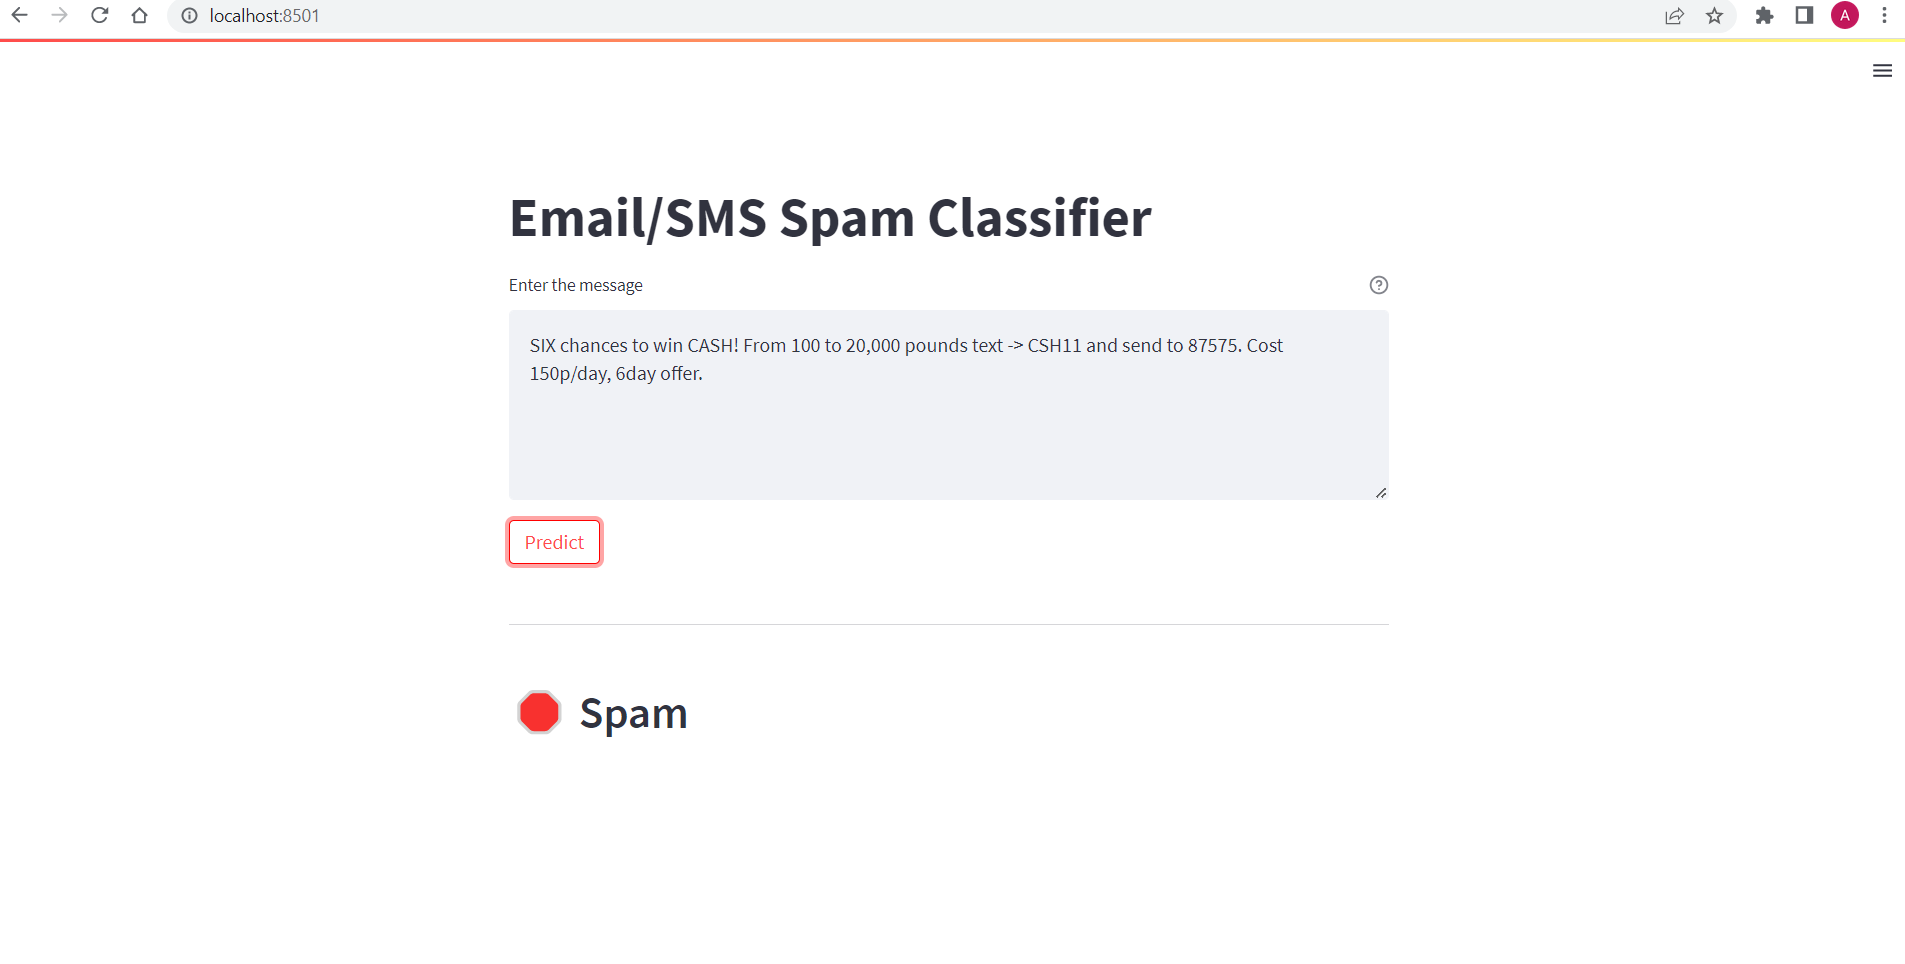 localhost:8501
A
Email/SMS Spam Classifier
Enter the message
SIX chances to win CASH! From 100 to 20,000 pounds text -> CSH11 and send to 87575. Cost
150p/day, 6day offer.
Predict
Spam